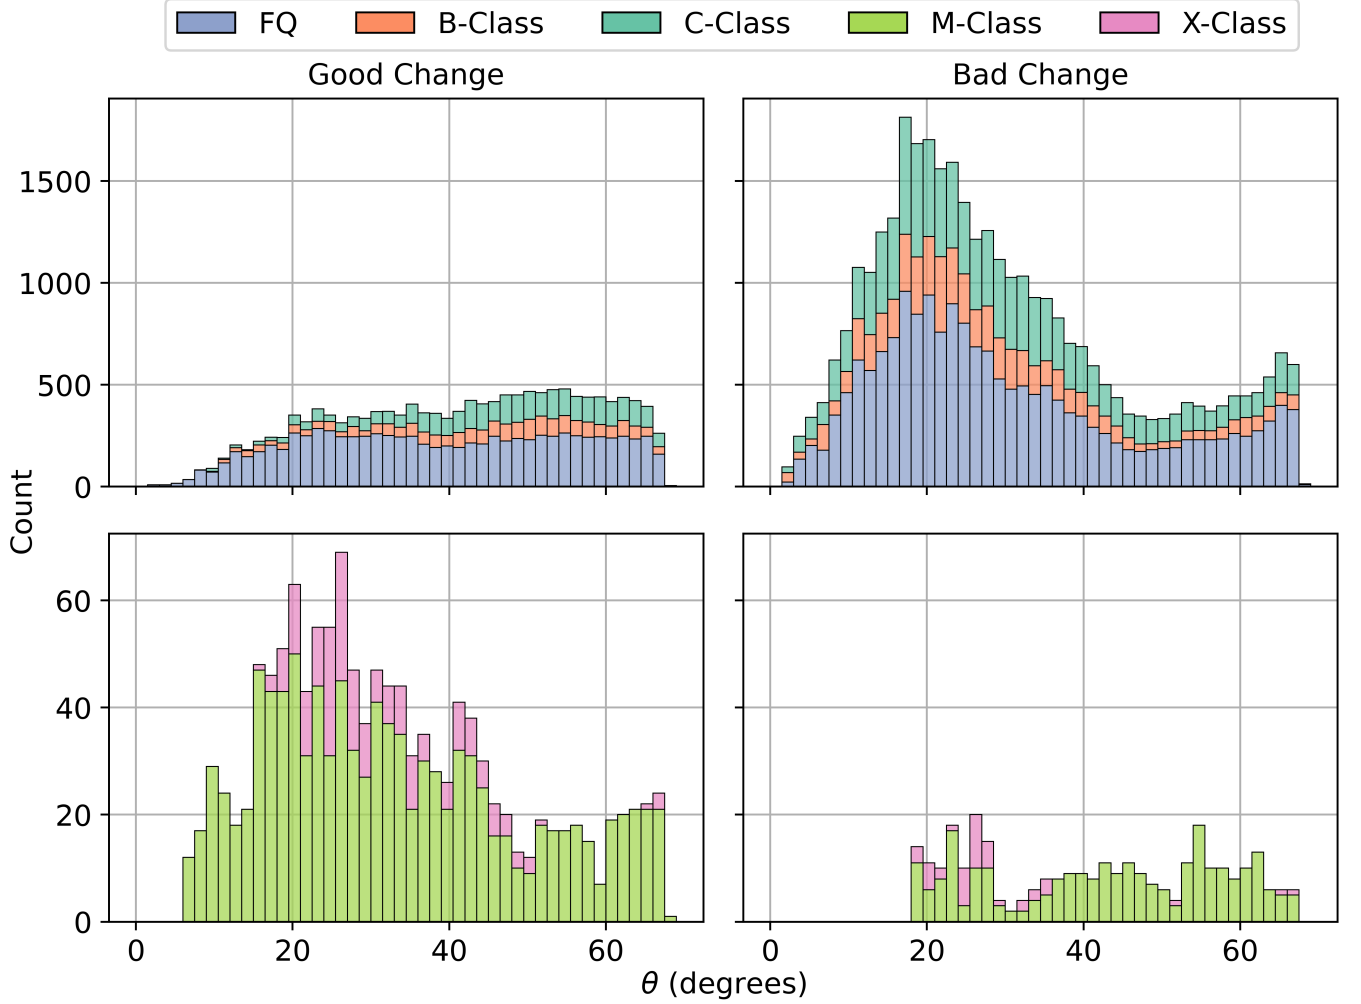 FQ B-Class C-Class M-Class X-Class
Good Change Bad Change
1500
1000
500
0
Count
60
40
20
0
0 20 40 60 0 20 40 60
θ (degrees)